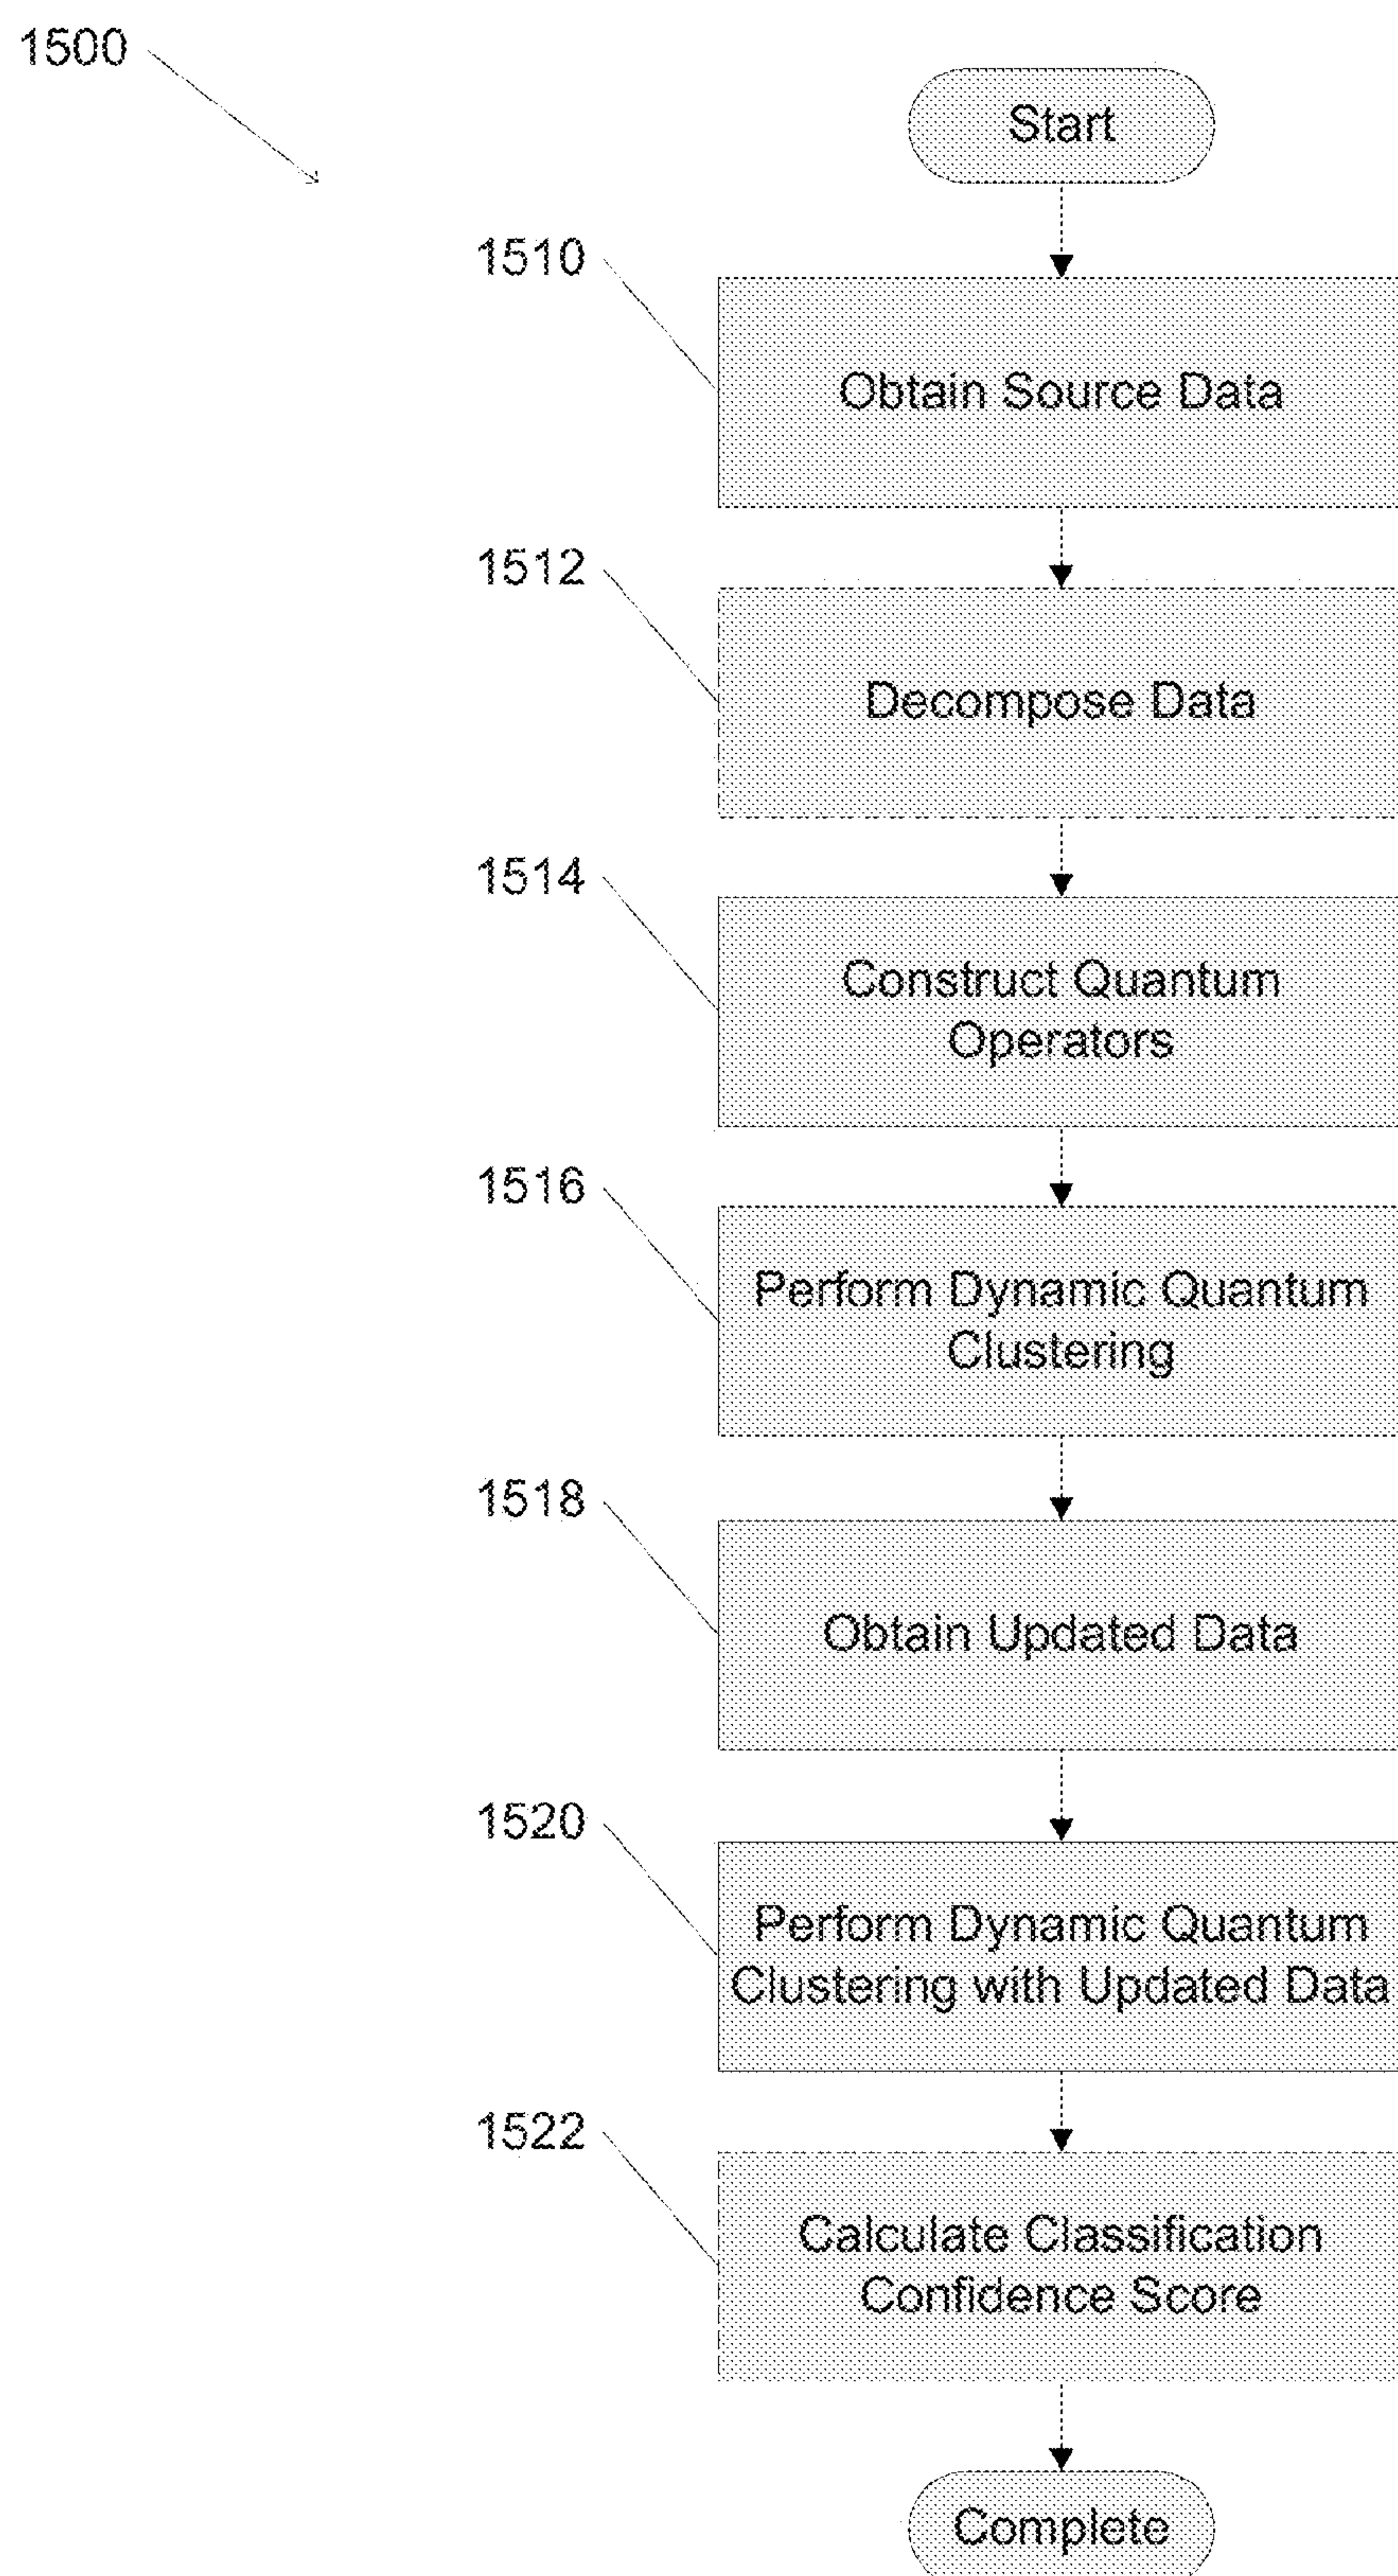 1500
Start
1510
Obtain Source Data
1512
Decompose Data
1514
Construct Quantum
Operators
1516
Perform Dynamic Quantum
Clustering
1518
Obtain Updated Data
1520
Perform Dynamic Quantum
Clustering with Updated Data
1522
Calculate Classification
Confidence Score
Complete